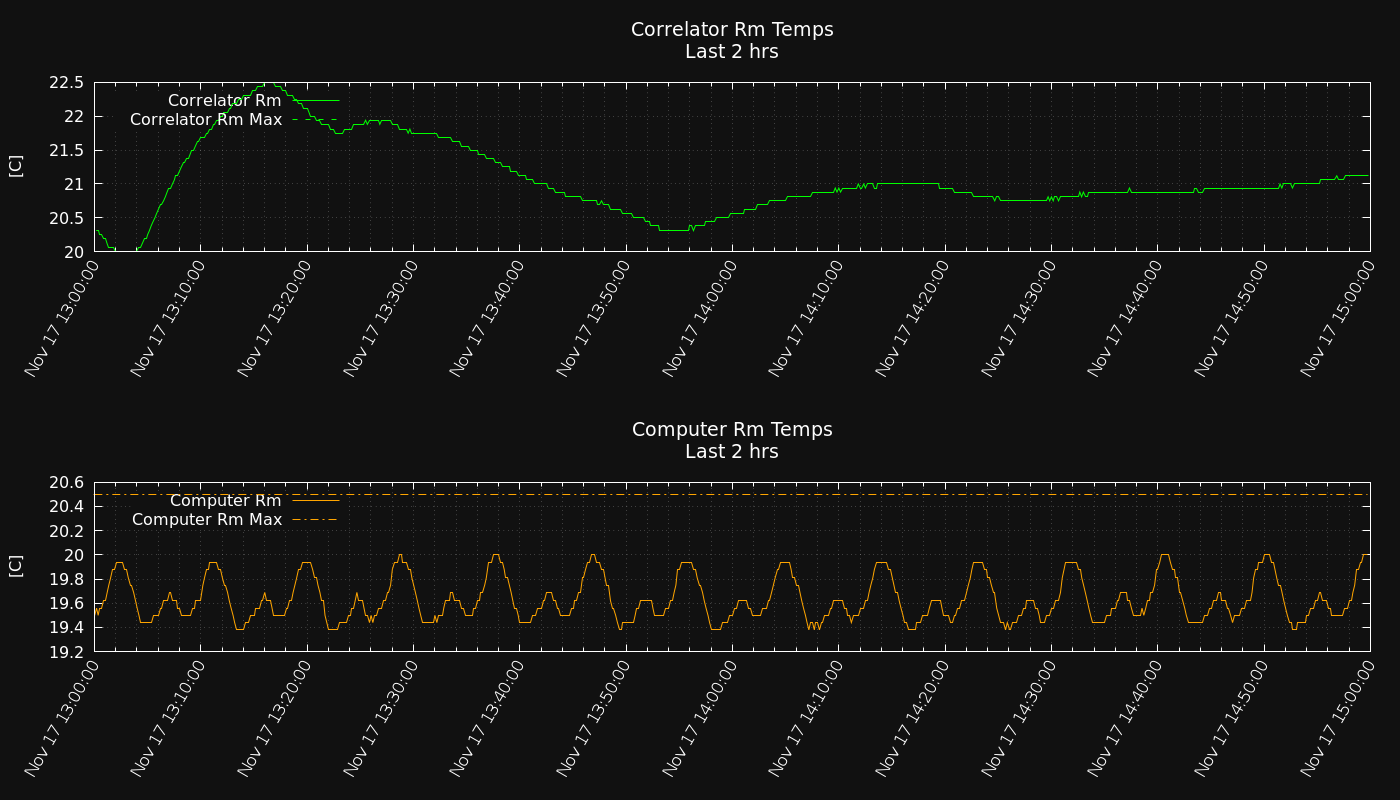 Correlator Rm Temps
Last 2 hrs
[C]
22.5
22
21.5
21
20.5
20
Correlator Rm
Correlator Rm Max
Nov 17 13:00:00
Nov 17 13:10:00
Nov 17 13:20:00
Nov 17 13:30:00
Nov 17 13:40:00
Nov 17 13:50:00
Nov 17 14:00:00
Nov 17 14:10:00
Nov 17 14:20:00
Nov 17 14:30:00
Nov 17 14:40:00
Nov 17 14:50:00
Nov 17 15:00:00
Computer Rm Temps
Last 2 hrs
[C]
20.6
20.4
20.2
20
19.8
19.6
19.4
19.2
Computer Rm
Computer Rm Max
Nov 17 13:00:00
Nov 17 13:10:00
Nov 17 13:20:00
Nov 17 13:30:00
Nov 17 13:40:00
Nov 17 13:50:00
Nov 17 14:00:00
Nov 17 14:10:00
Nov 17 14:20:00
Nov 17 14:30:00
Nov 17 14:40:00
Nov 17 14:50:00
Nov 17 15:00:00